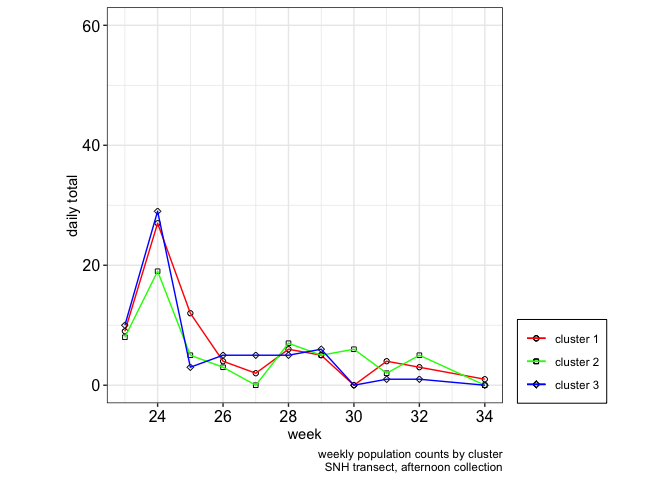 60
40
20
0
daily total
24 26 28 30 32 34
week
cluster 1
cluster 2
cluster 3
weekly population counts by cluster
SNH transect, afternoon collection